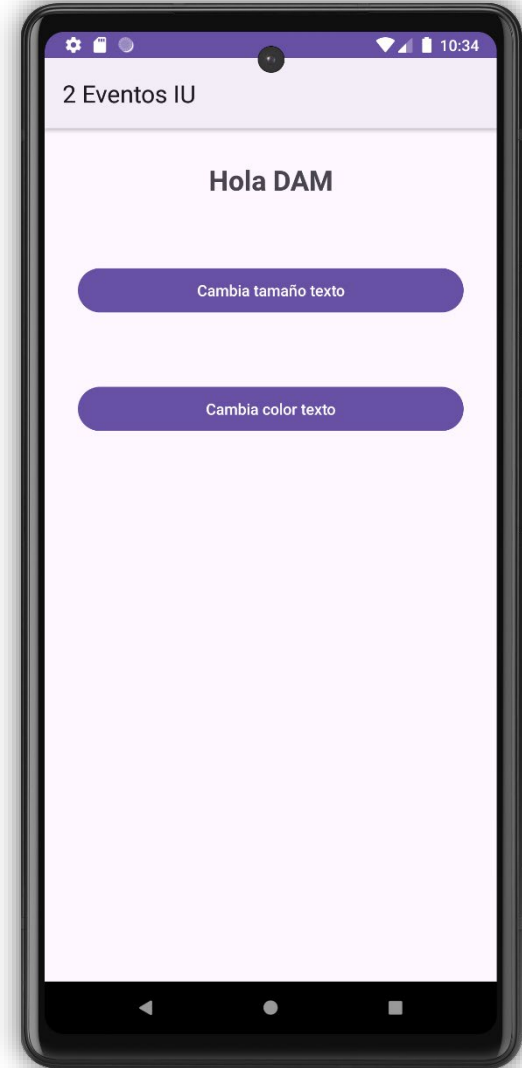 10:34
2 Eventos IU
Hola DAM
Cambia tamaño texto
Cambia color texto